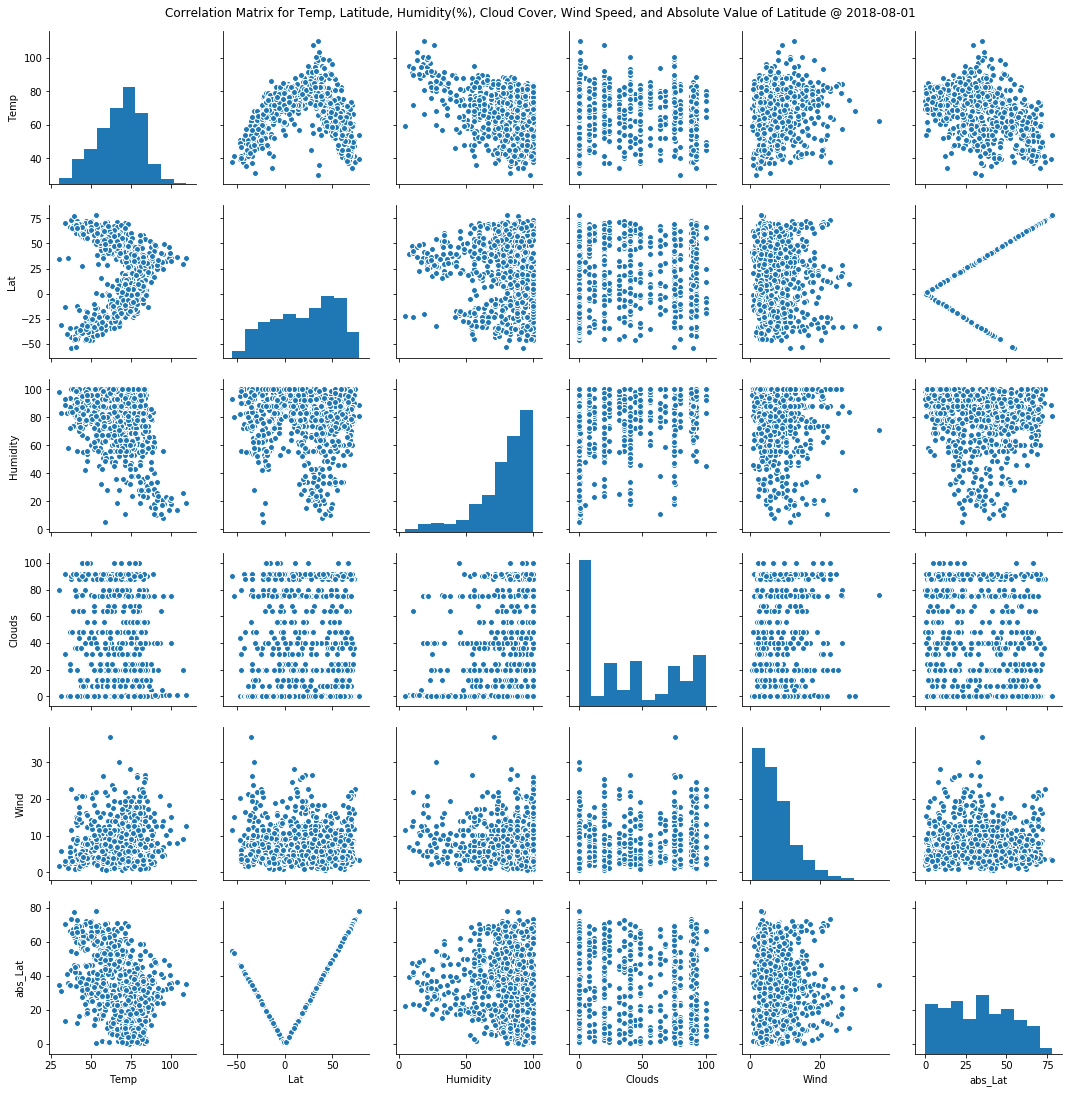 Correlation Matrix for Temp, Latitude, Humidity(%), Cloud Cover, Wind Speed, and Absolute Value of Latitude @ 2018-08-01
100
80
60
40
Temp
75
50
25
0
−25
−50
Lat
100
80
60
40
20
0
Humidity
100
80
60
40
20
0
Clouds
30
20
10
0
Wind
80
60
40
20
0
abs_Lat
25 50 75 100
−50 0 50
0 50 100
0 50 100
0 20
0 25 50 75
Temp Lat Humidity Clouds Wind abs_Lat